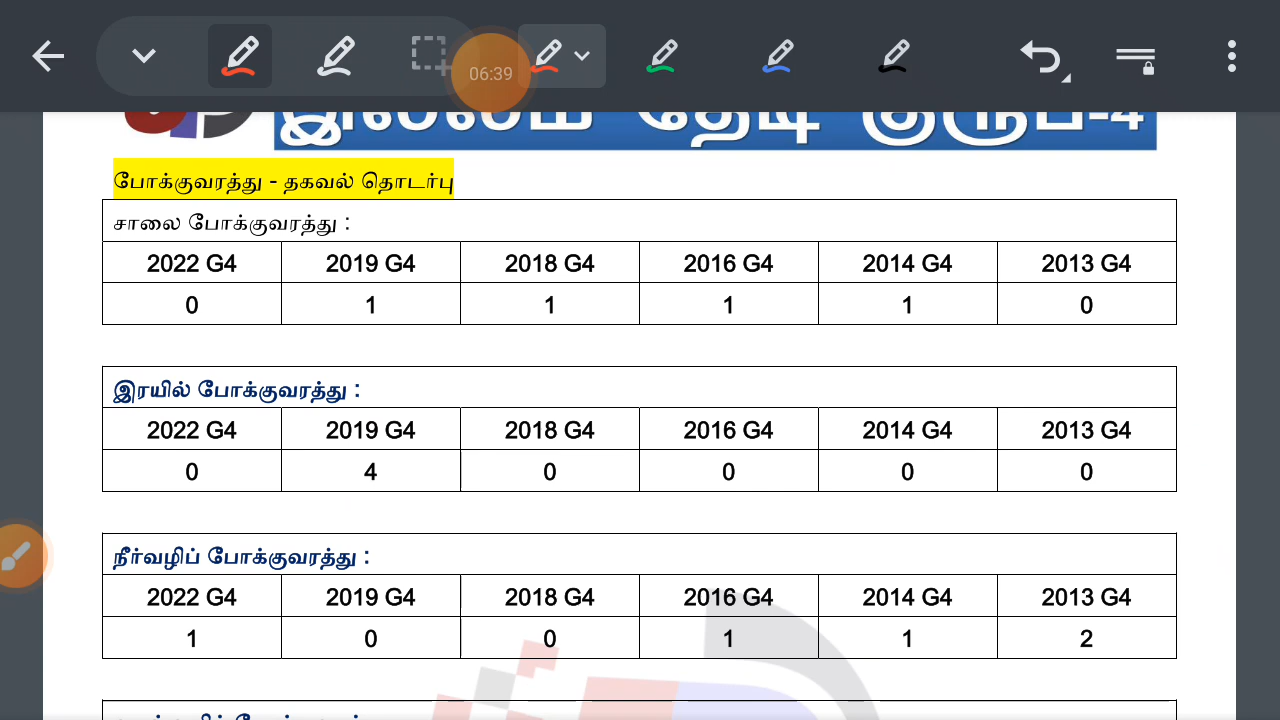 06:39
இல்லம் தேடி குரூப்-4
போக்குவரத்து - தகவல் தொடர்பு
சாலை போக்குவரத்து :
2022 G4 2019 G4 2018 G4 2016 G4 2014 G4 2013 G4
0 1 1 1 1 0
இரயில் போக்குவரத்து :
2022 G4 2019 G4 2018 G4 2016 G4 2014 G4 2013 G4
0 4 0 0 0 0
நீர்வழிப் போக்குவரத்து :
2022 G4 2019 G4 2018 G4 2016 G4 2014 G4 2013 G4
1 0 0 1 1 2